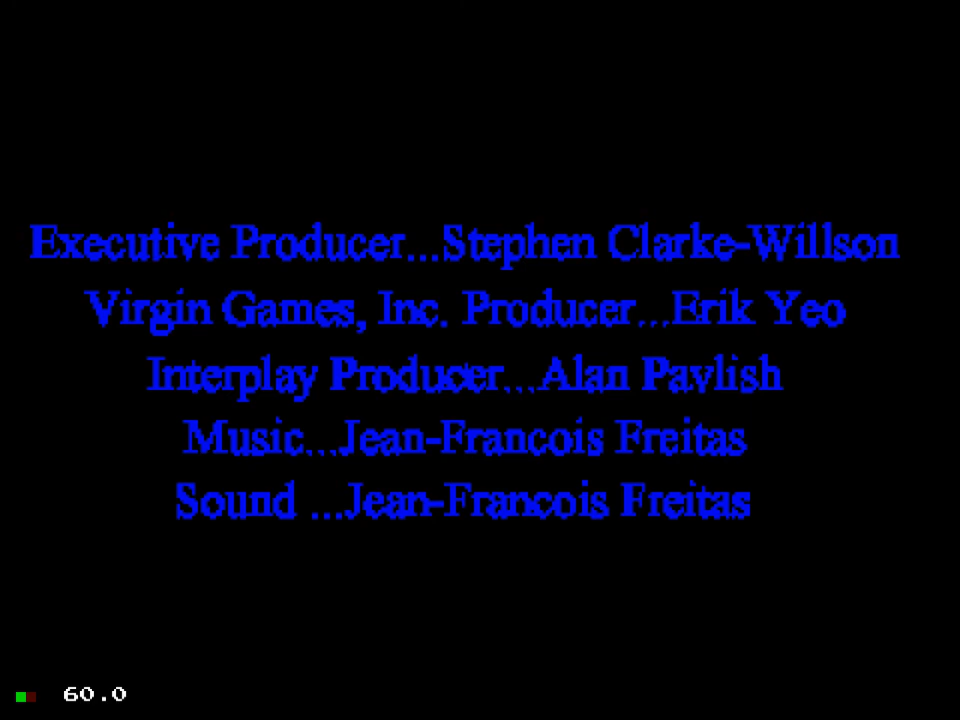 Executive Producer...Stephen Clarke-Willson
Virgin Games, Inc. Producer...Erik Yeo
Interplay Producer...Alan Pavlish
Music...Jean-Francois Freitas
Sound ...Jean-Francois Freitas
60.0